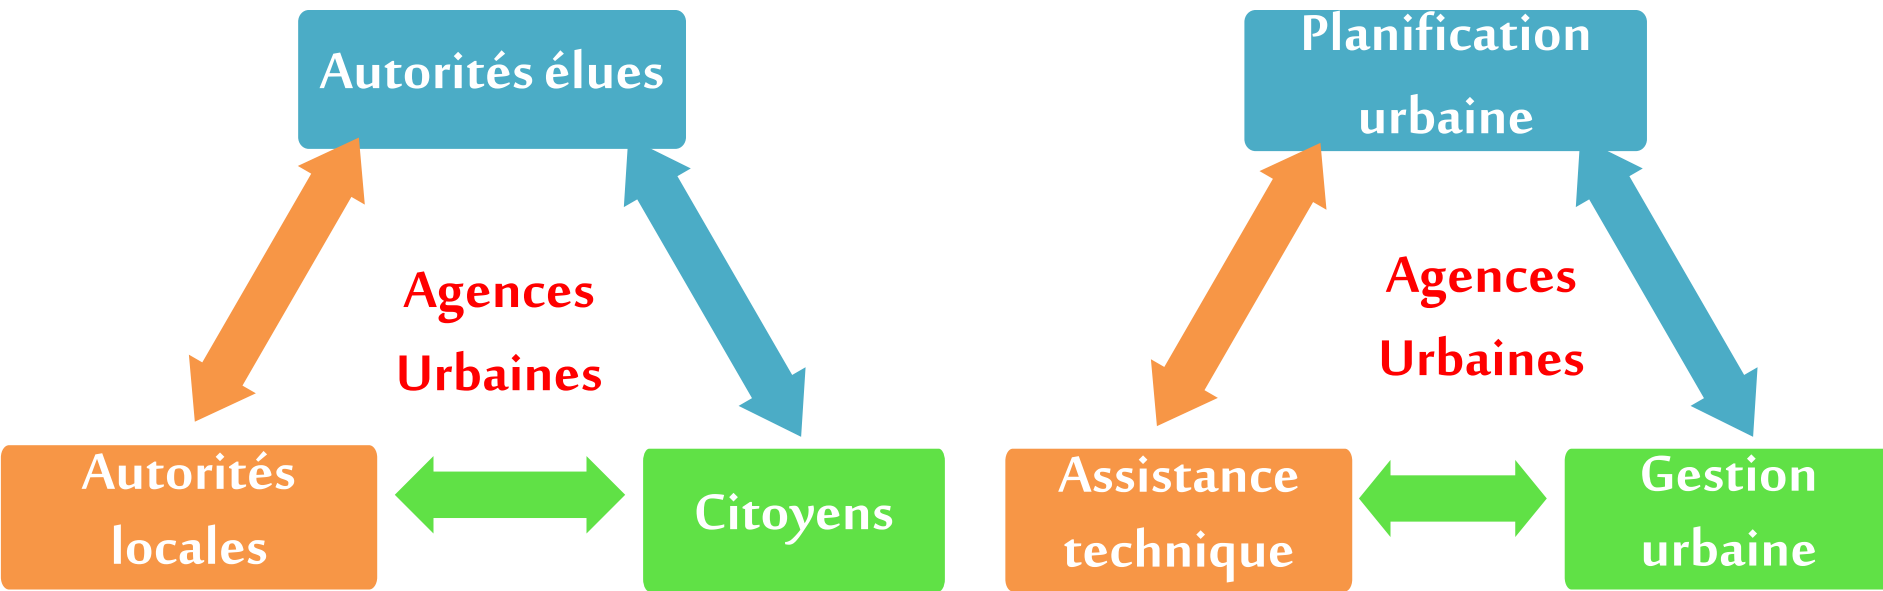 Autorités élues
Agences
Urbaines
Autorités
locales
Citoyens
Planification
urbaine
Agences
Urbaines
Assistance
technique
Gestion
urbaine